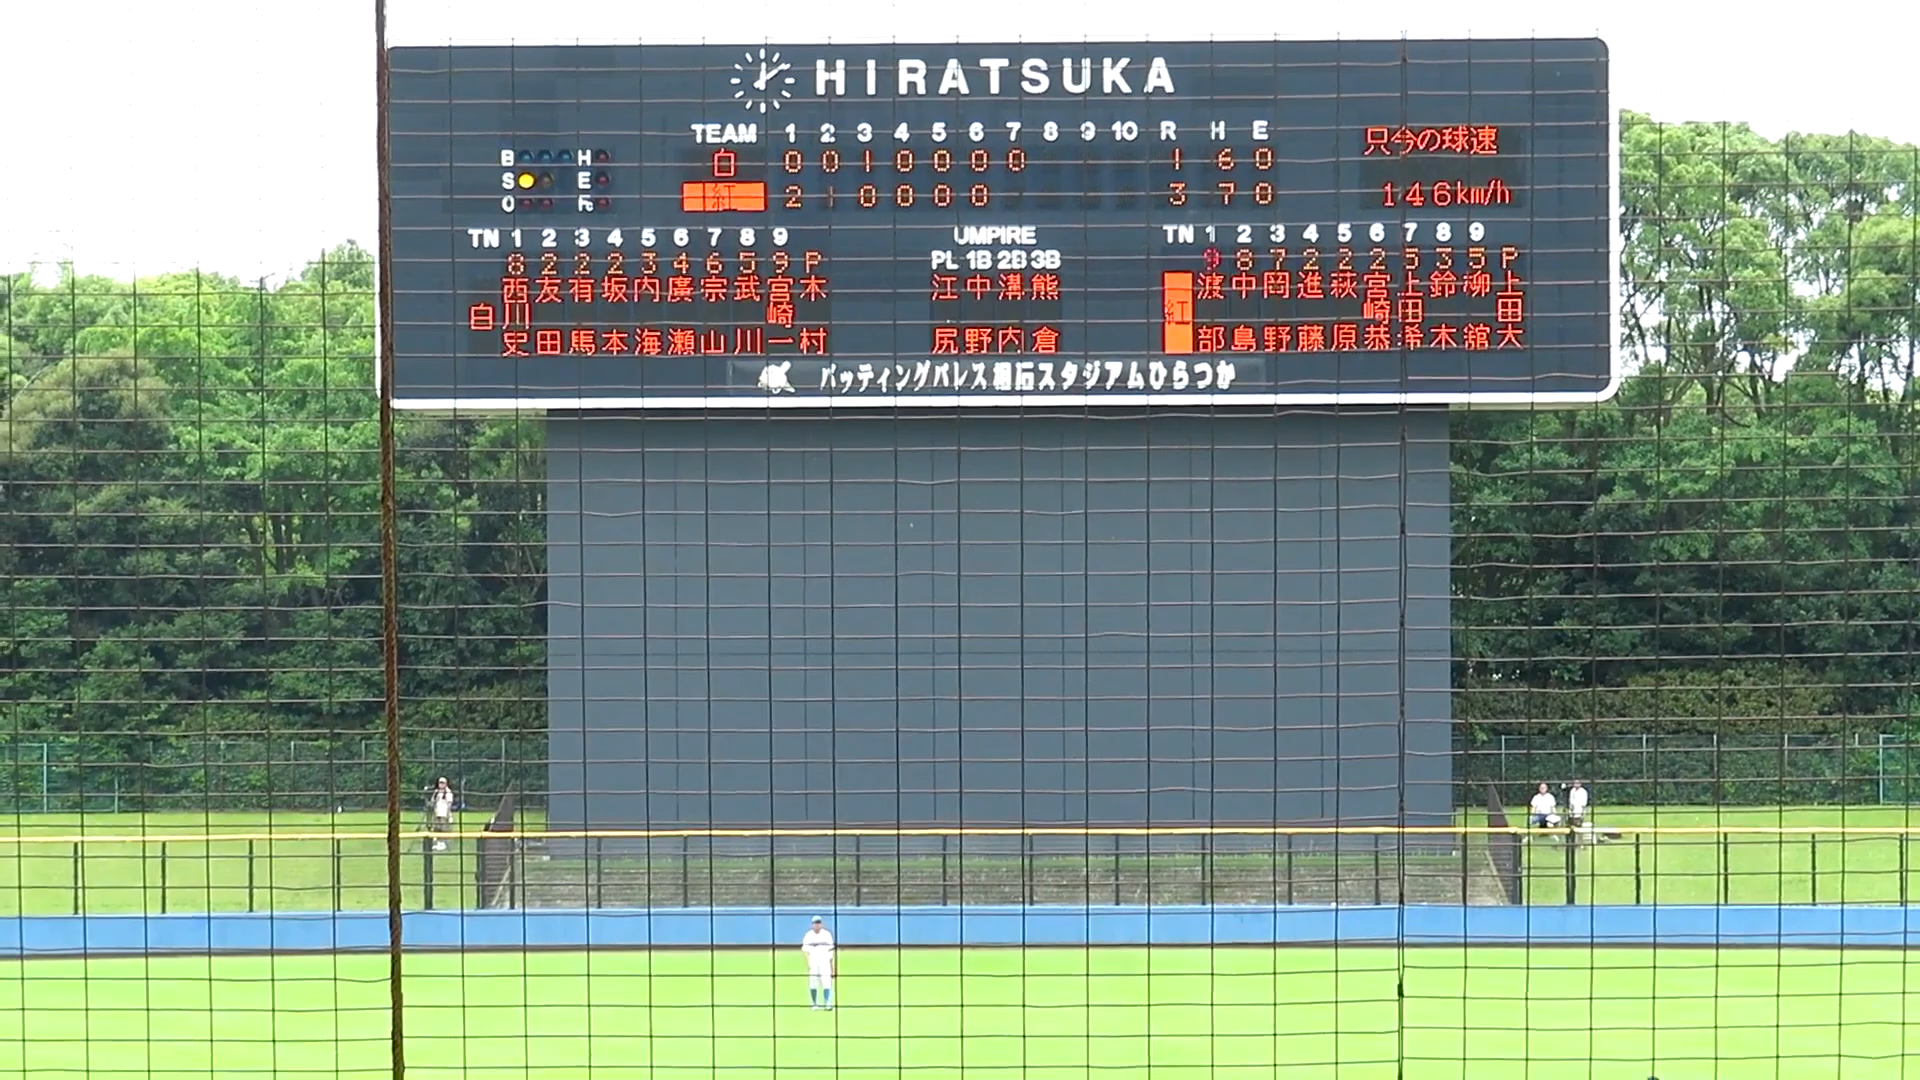 HIRATSUKA
TEAM 1 2 3 4 5 6 7 8 9 10 R H E
白 0 0 1 0 0 0 0 1 6 0
紅 2 1 0 0 0 0 3 7 0
B H
S E
O Fc
只今の球速
146km/h
TN 1 2 3 4 5 6 7 8 9
8 2 2 2 3 4 6 5 9 P
白
西川史 友田 有馬 坂本 内海 廣瀬 宗山 武川 宮崎一 木村
UMPIRE
PL 1B 2B 3B
江尻 中野 溝内 熊倉
TN 1 2 3 4 5 6 7 8 9
9 8 7 2 2 2 5 3 5 P
紅
渡部 中島 岡野 進藤 萩原 宮崎恭 上田希 鈴木 柳舘 上田大
バッティングパレス相石スタジアムひらつか